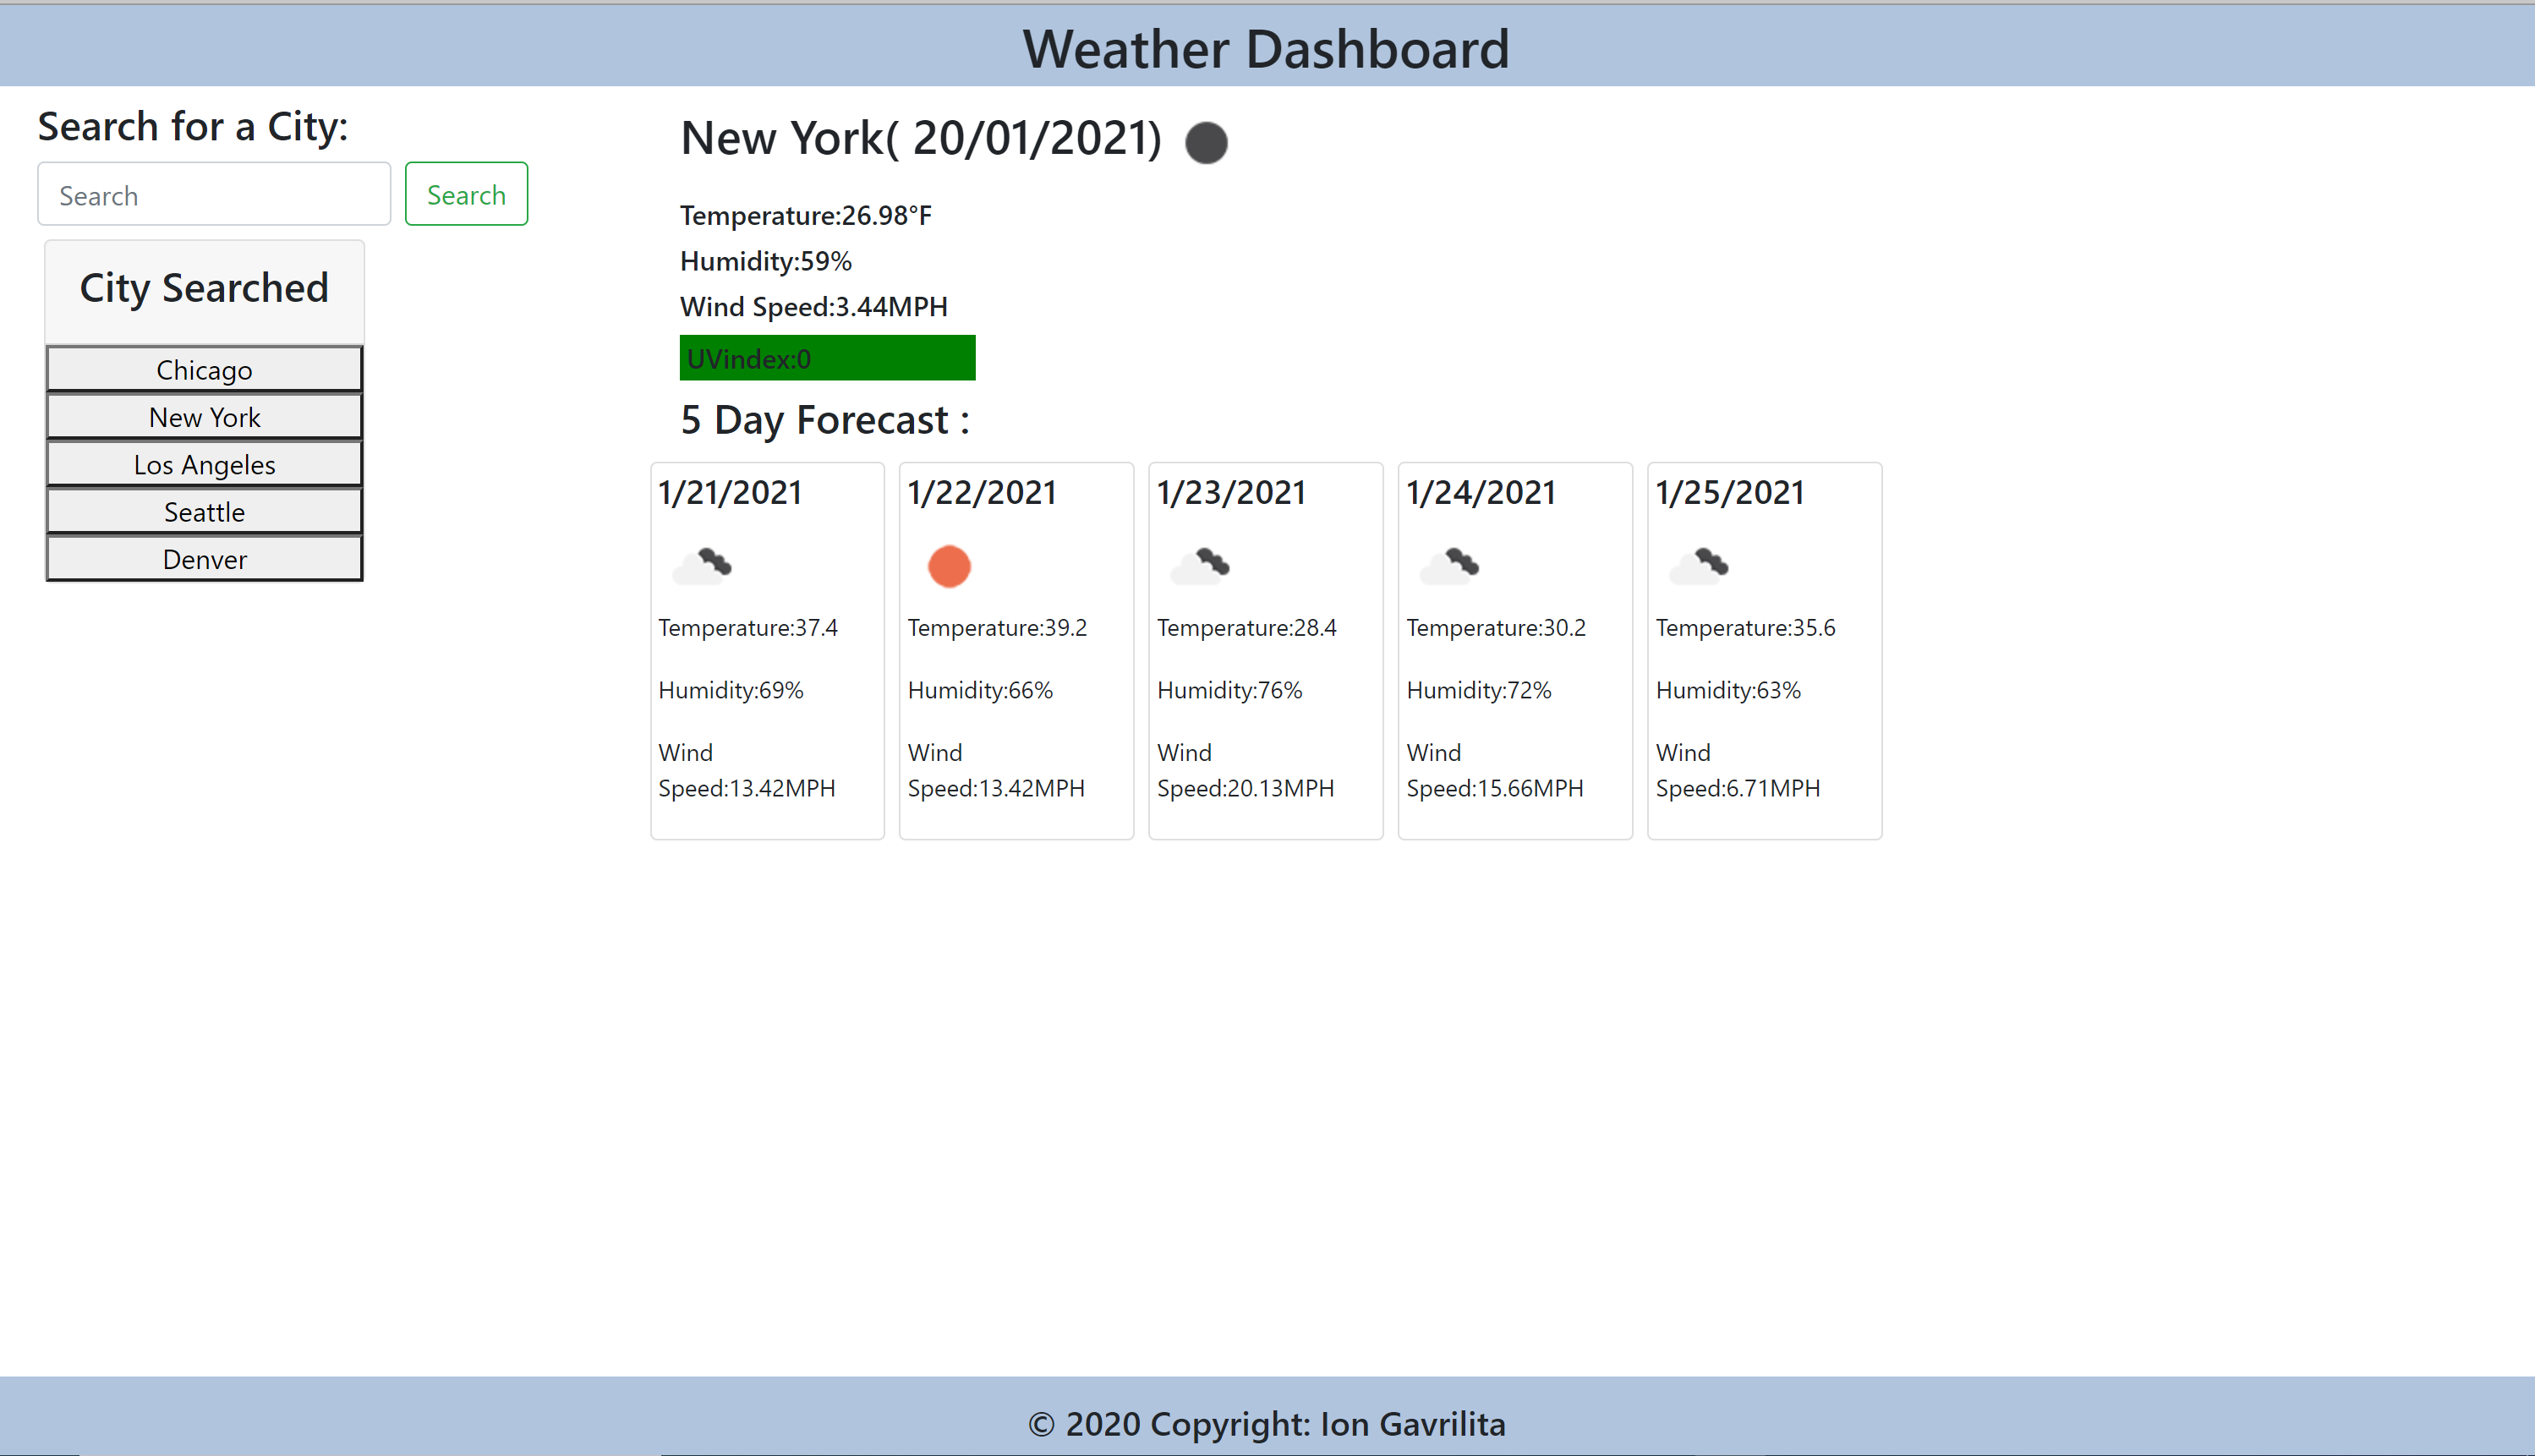 Weather Dashboard
Search for a City:
Search
Search
City Searched
Chicago
New York
Los Angeles
Seattle
Denver
New York( 20/01/2021)
Temperature:26.98°F
Humidity:59%
Wind Speed:3.44MPH
UVindex:0
5 Day Forecast :
1/21/2021
Temperature:37.4
Humidity:69%
Wind
Speed:13.42MPH
1/22/2021
Temperature:39.2
Humidity:66%
Wind
Speed:13.42MPH
1/23/2021
Temperature:28.4
Humidity:76%
Wind
Speed:20.13MPH
1/24/2021
Temperature:30.2
Humidity:72%
Wind
Speed:15.66MPH
1/25/2021
Temperature:35.6
Humidity:63%
Wind
Speed:6.71MPH
© 2020 Copyright: Ion Gavrilita